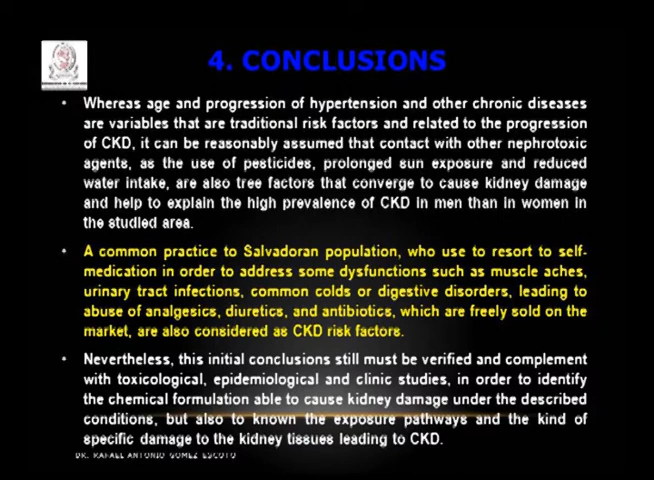 4. CONCLUSIONS
• Whereas age and progression of hypertension and other chronic diseases
are variables that are traditional risk factors and related to the progression
of CKD, it can be reasonably assumed that contact with other nephrotoxic
agents, as the use of pesticides, prolonged sun exposure and reduced
water intake, are also tree factors that converge to cause kidney damage
and help to explain the high prevalence of CKD in men than in women in
the studied area.
• A common practice to Salvadoran population, who use to resort to self-
medication in order to address some dysfunctions such as muscle aches,
urinary tract infections, common colds or digestive disorders, leading to
abuse of analgesics, diuretics, and antibiotics, which are freely sold on the
market, are also considered as CKD risk factors.
• Nevertheless, this initial conclusions still must be verified and complement
with toxicological, epidemiological and clinic studies, in order to identify
the chemical formulation able to cause kidney damage under the described
conditions, but also to known the exposure pathways and the kind of
specific damage to the kidney tissues leading to CKD.
DR. RAFAEL ANTONIO GOMEZ ESCOTO